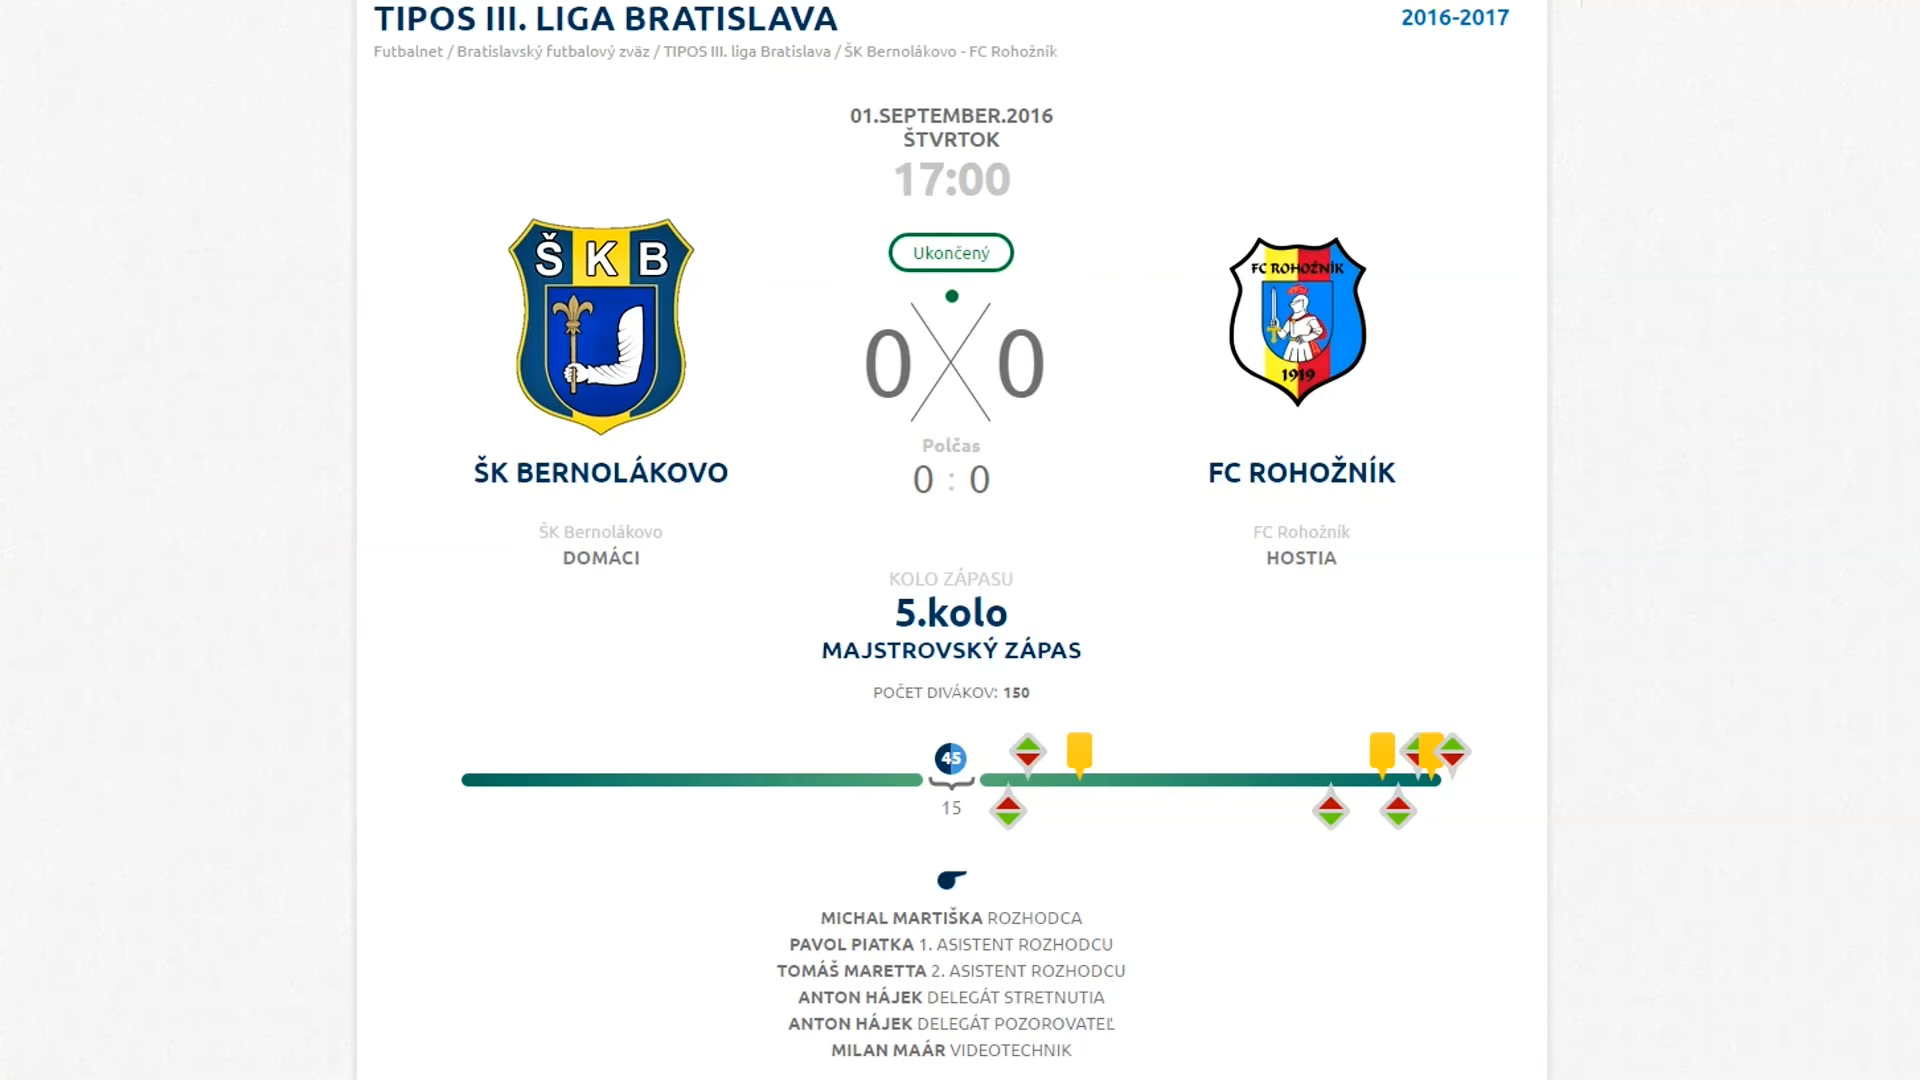 TIPOS III. LIGA BRATISLAVA
2016-2017
Futbalnet / Bratislavský futbalový zväz / TIPOS III. liga Bratislava / ŠK Bernolákovo - FC Rohožník
01.SEPTEMBER.2016
ŠTVRTOK
17:00
Ukončený
ŠKB
FC ROHOŽNÍK
1919
0 0
Polčas
0 : 0
ŠK BERNOLÁKOVO
FC ROHOŽNÍK
ŠK Bernolákovo
DOMÁCI
FC Rohožník
HOSTIA
KOLO ZÁPASU
5.kolo
MAJSTROVSKÝ ZÁPAS
POČET DIVÁKOV: 150
45
15
MICHAL MARTIŠKA ROZHODCA
PAVOL PIATKA 1. ASISTENT ROZHODCU
TOMÁŠ MARETTA 2. ASISTENT ROZHODCU
ANTON HÁJEK DELEGÁT STRETNUTIA
ANTON HÁJEK DELEGÁT POZOROVATEĽ
MILAN MAÁR VIDEOTECHNIK